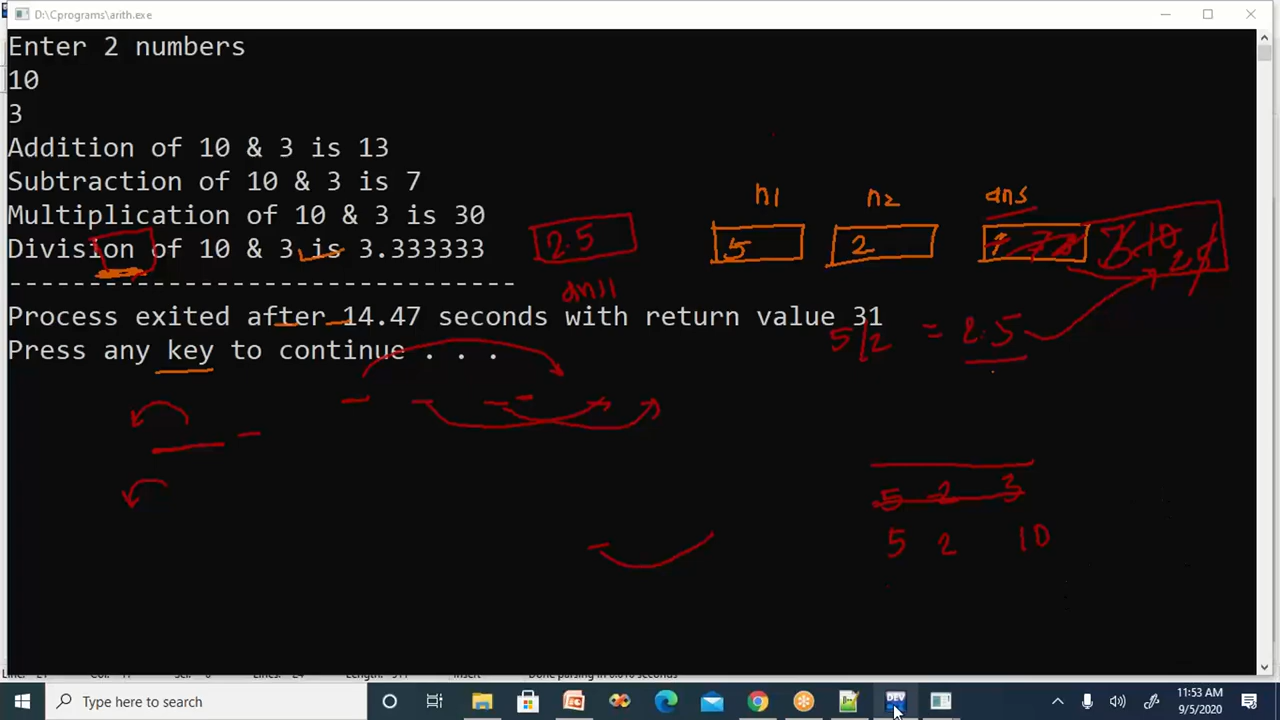 D:\Cprograms\arith.exe
Enter 2 numbers
10
3
Addition of 10 & 3 is 13
Subtraction of 10 & 3 is 7
Multiplication of 10 & 3 is 30
Division of 10 & 3 is 3.333333
--------------------------------
Process exited after 14.47 seconds with return value 31
Press any key to continue . . .
n1 n2 ans
2.5 5 2
5/2 = 2.5
5 2 3
5 2 10
Type here to search
DEV
11:53 AM
9/5/2020